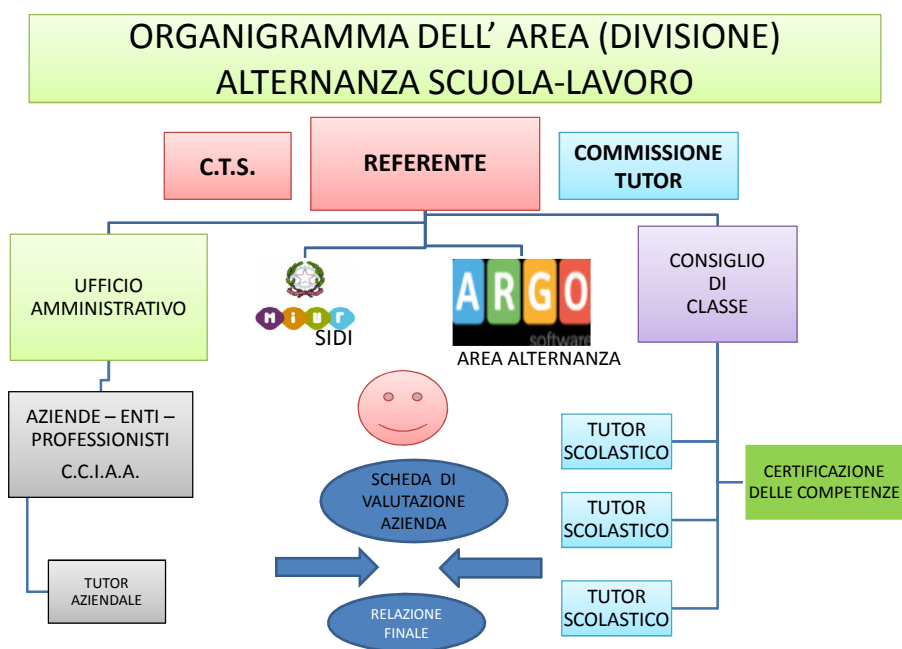 ORGANIGRAMMA DELL' AREA (DIVISIONE)
ALTERNANZA SCUOLA-LAVORO
C.T.S.
REFERENTE
COMMISSIONE
TUTOR
UFFICIO
AMMINISTRATIVO
MIUR
SIDI
ARGO
software
AREA ALTERNANZA
CONSIGLIO
DI
CLASSE
AZIENDE – ENTI –
PROFESSIONISTI
C.C.I.A.A.
TUTOR
AZIENDALE
SCHEDA DI
VALUTAZIONE
AZIENDA
RELAZIONE
FINALE
TUTOR
SCOLASTICO
TUTOR
SCOLASTICO
TUTOR
SCOLASTICO
CERTIFICAZIONE
DELLE COMPETENZE